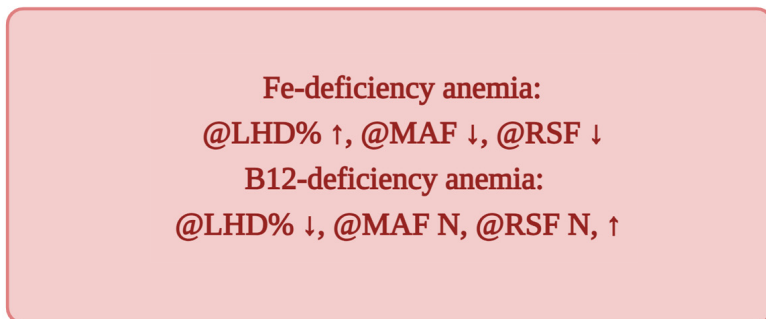 Fe-deficiency anemia:
@LHD% ↑, @MAF ↓, @RSF ↓
B12-deficiency anemia:
@LHD% ↓, @MAF N, @RSF N, ↑